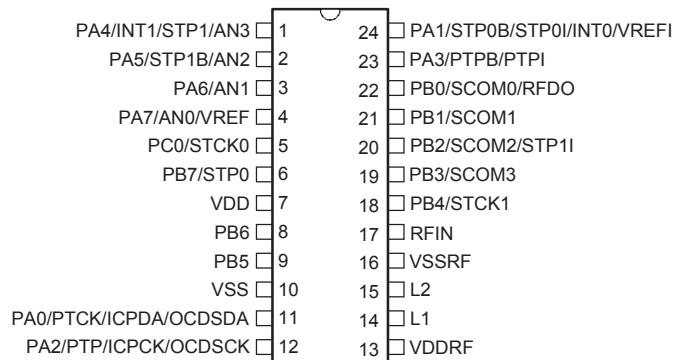 PA4/INT1/STP1/AN3 1 24 PA1/STP0B/STP0I/INT0/VREFI
PA5/STP1B/AN2 2 23 PA3/PTPB/PTPI
PA6/AN1 3 22 PB0/SCOM0/RFDO
PA7/AN0/VREF 4 21 PB1/SCOM1
PC0/STCK0 5 20 PB2/SCOM2/STP1I
PB7/STP0 6 19 PB3/SCOM3
VDD 7 18 PB4/STCK1
PB6 8 17 RFIN
PB5 9 16 VSSRF
VSS 10 15 L2
PA0/PTCK/ICPDA/OCDSDA 11 14 L1
PA2/PTP/ICPCK/OCDSCK 12 13 VDDRF